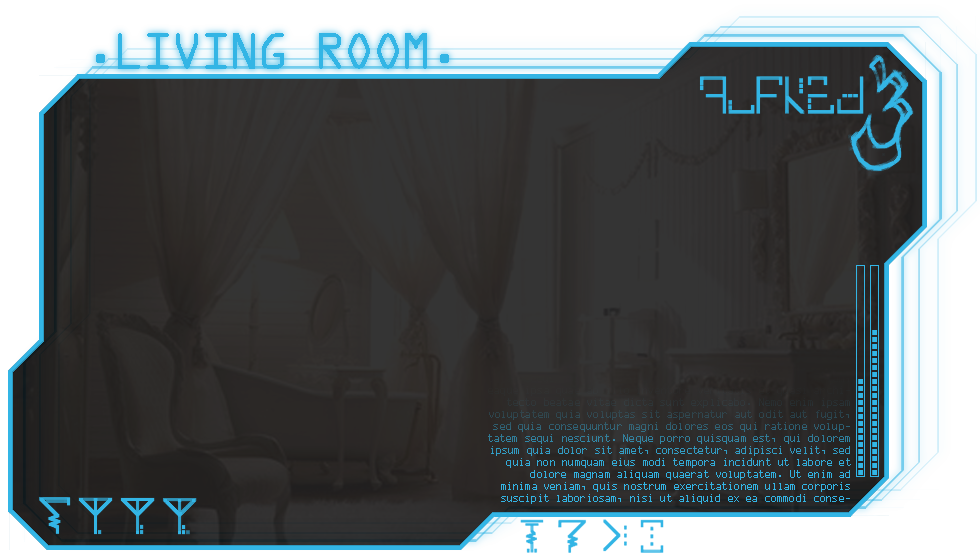 .LIVING ROOM.
voluptatem quia voluptas sit aspernatur aut odit aut fugit,
sed quia consequuntur magni dolores eos qui ratione volup-
tatem sequi nesciunt. Neque porro quisquam est, qui dolorem
ipsum quia dolor sit amet, consectetur, adipisci velit, sed
quia non numquam eius modi tempora incidunt ut labore et
dolore magnam aliquam quaerat voluptatem. Ut enim ad
minima veniam, quis nostrum exercitationem ullam corporis
suscipit laboriosam, nisi ut aliquid ex ea commodi conse-